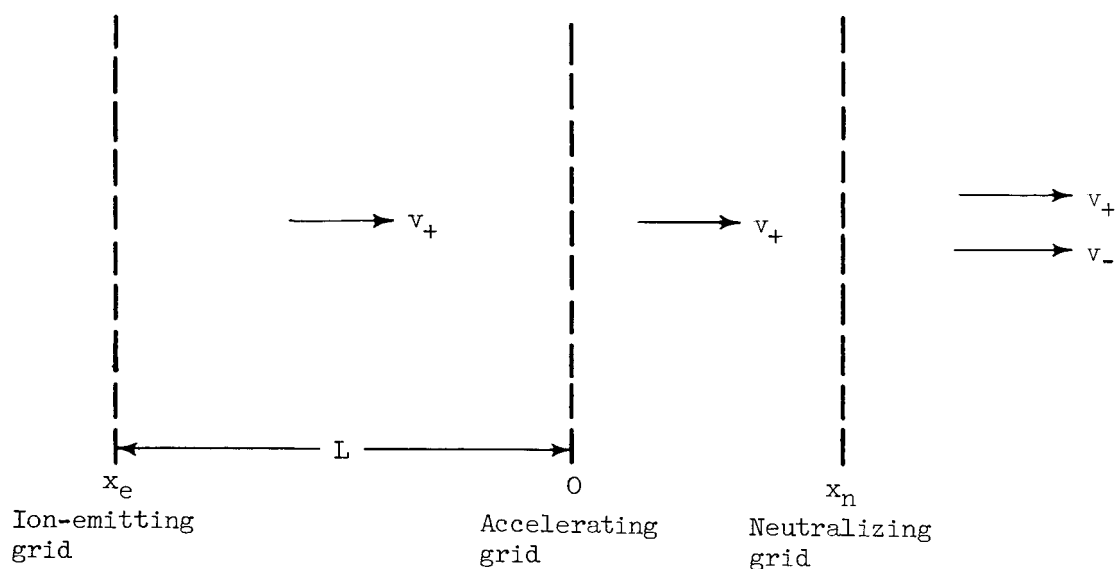 v₊
v₊
v₊
v₋
L
xₑ
0
xₙ
Ion-emitting
grid
Accelerating
grid
Neutralizing
grid